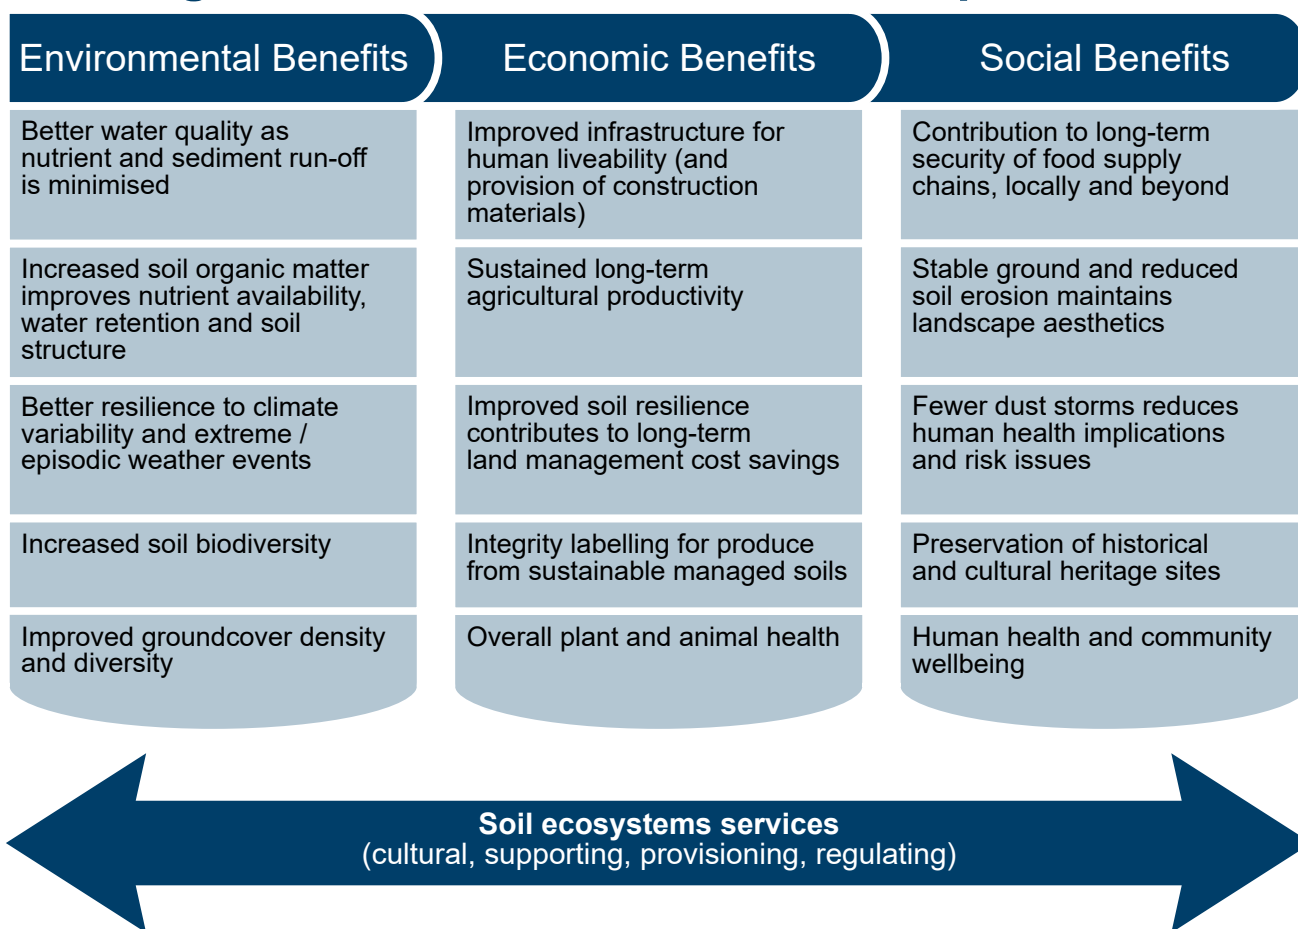 Environmental Benefits
Economic Benefits
Social Benefits
Better water quality as
nutrient and sediment run-off
is minimised
Improved infrastructure for
human liveability (and
provision of construction
materials)
Contribution to long-term
security of food supply
chains, locally and beyond
Increased soil organic matter
improves nutrient availability,
water retention and soil
structure
Sustained long-term
agricultural productivity
Stable ground and reduced
soil erosion maintains
landscape aesthetics
Better resilience to climate
variability and extreme /
episodic weather events
Improved soil resilience
contributes to long-term
land management cost savings
Fewer dust storms reduces
human health implications
and risk issues
Increased soil biodiversity
Integrity labelling for produce
from sustainable managed soils
Preservation of historical
and cultural heritage sites
Improved groundcover density
and diversity
Overall plant and animal health
Human health and community
wellbeing
Soil ecosystems services
(cultural, supporting, provisioning, regulating)